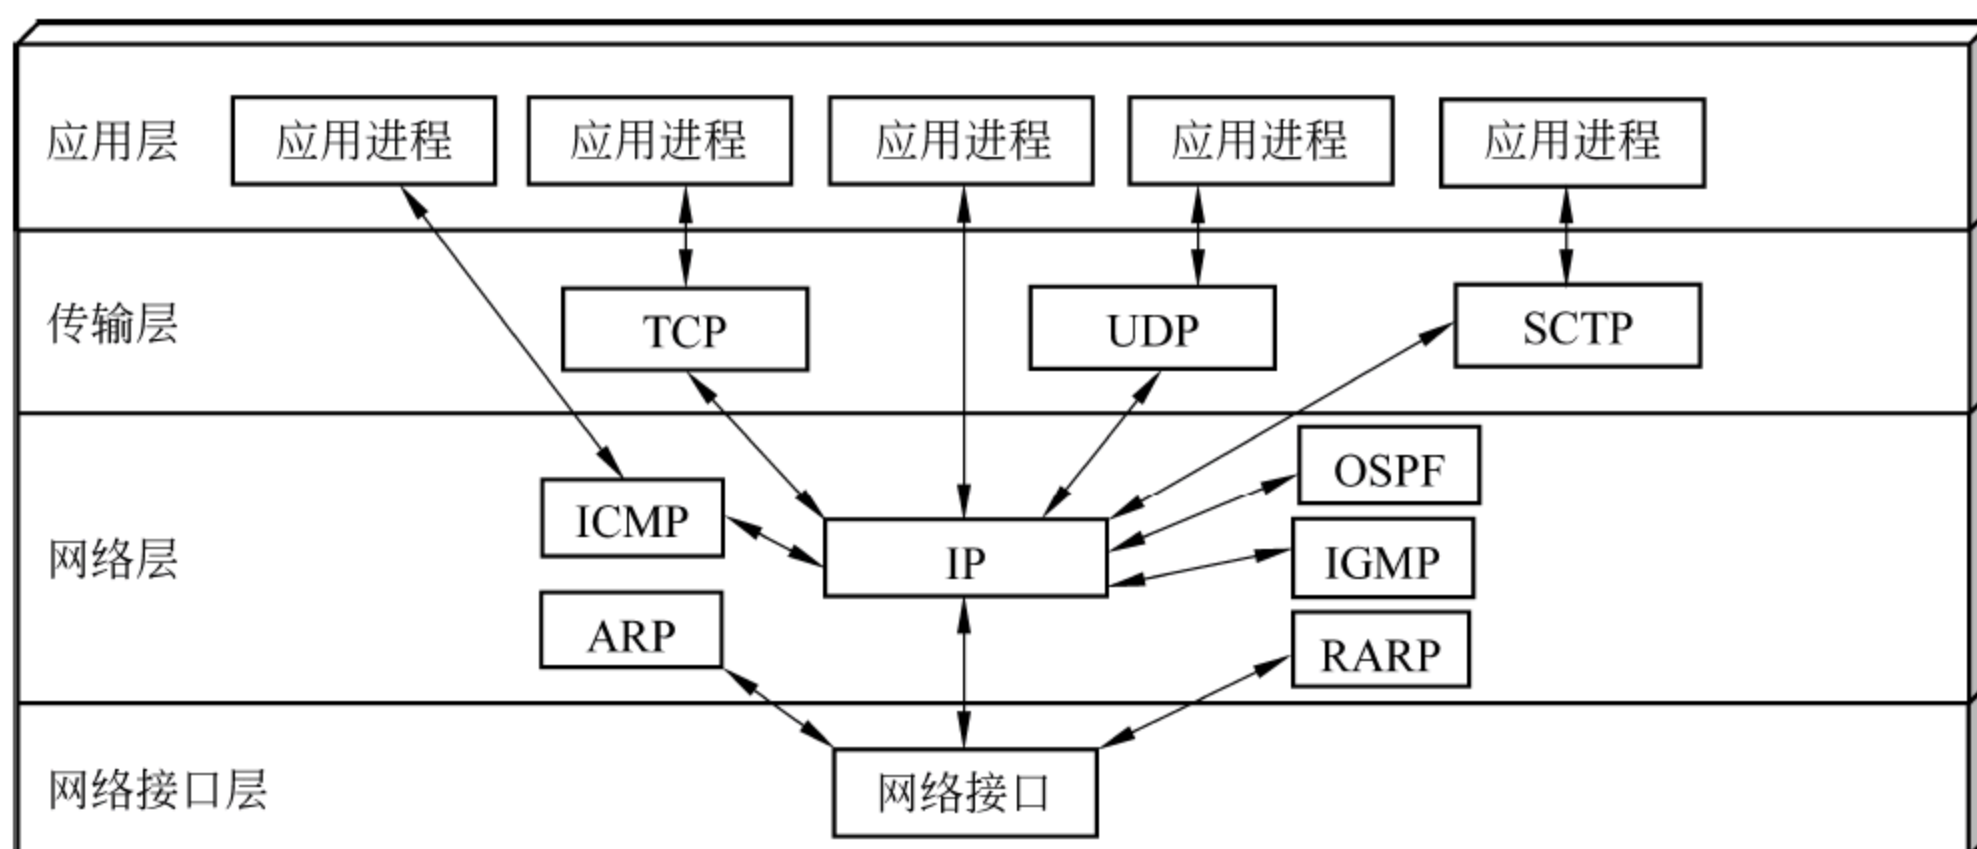 应用层 应用进程 应用进程 应用进程 应用进程 应用进程
传输层 TCP UDP SCTP
OSPF
ICMP
网络层 IP IGMP
ARP
RARP
网络接口层 网络接口